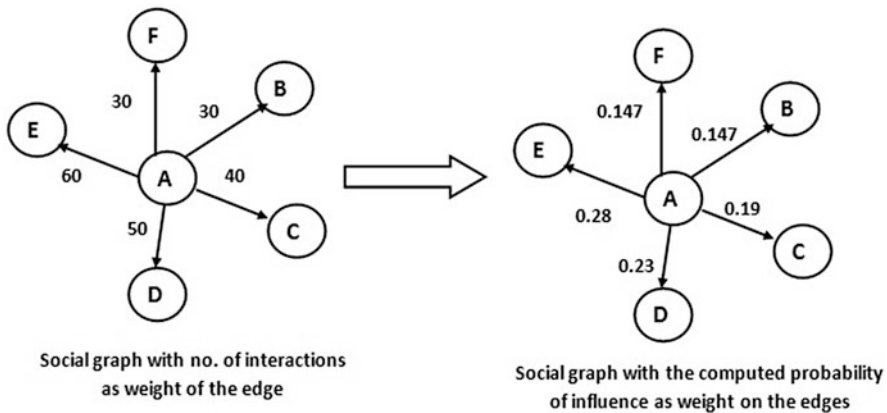 F
30
B
30
E
A
60
40
C
50
D
Social graph with no. of interactions
as weight of the edge
F
0.147
B
0.147
E
A
0.28
0.19
C
0.23
D
Social graph with the computed probability
of influence as weight on the edges